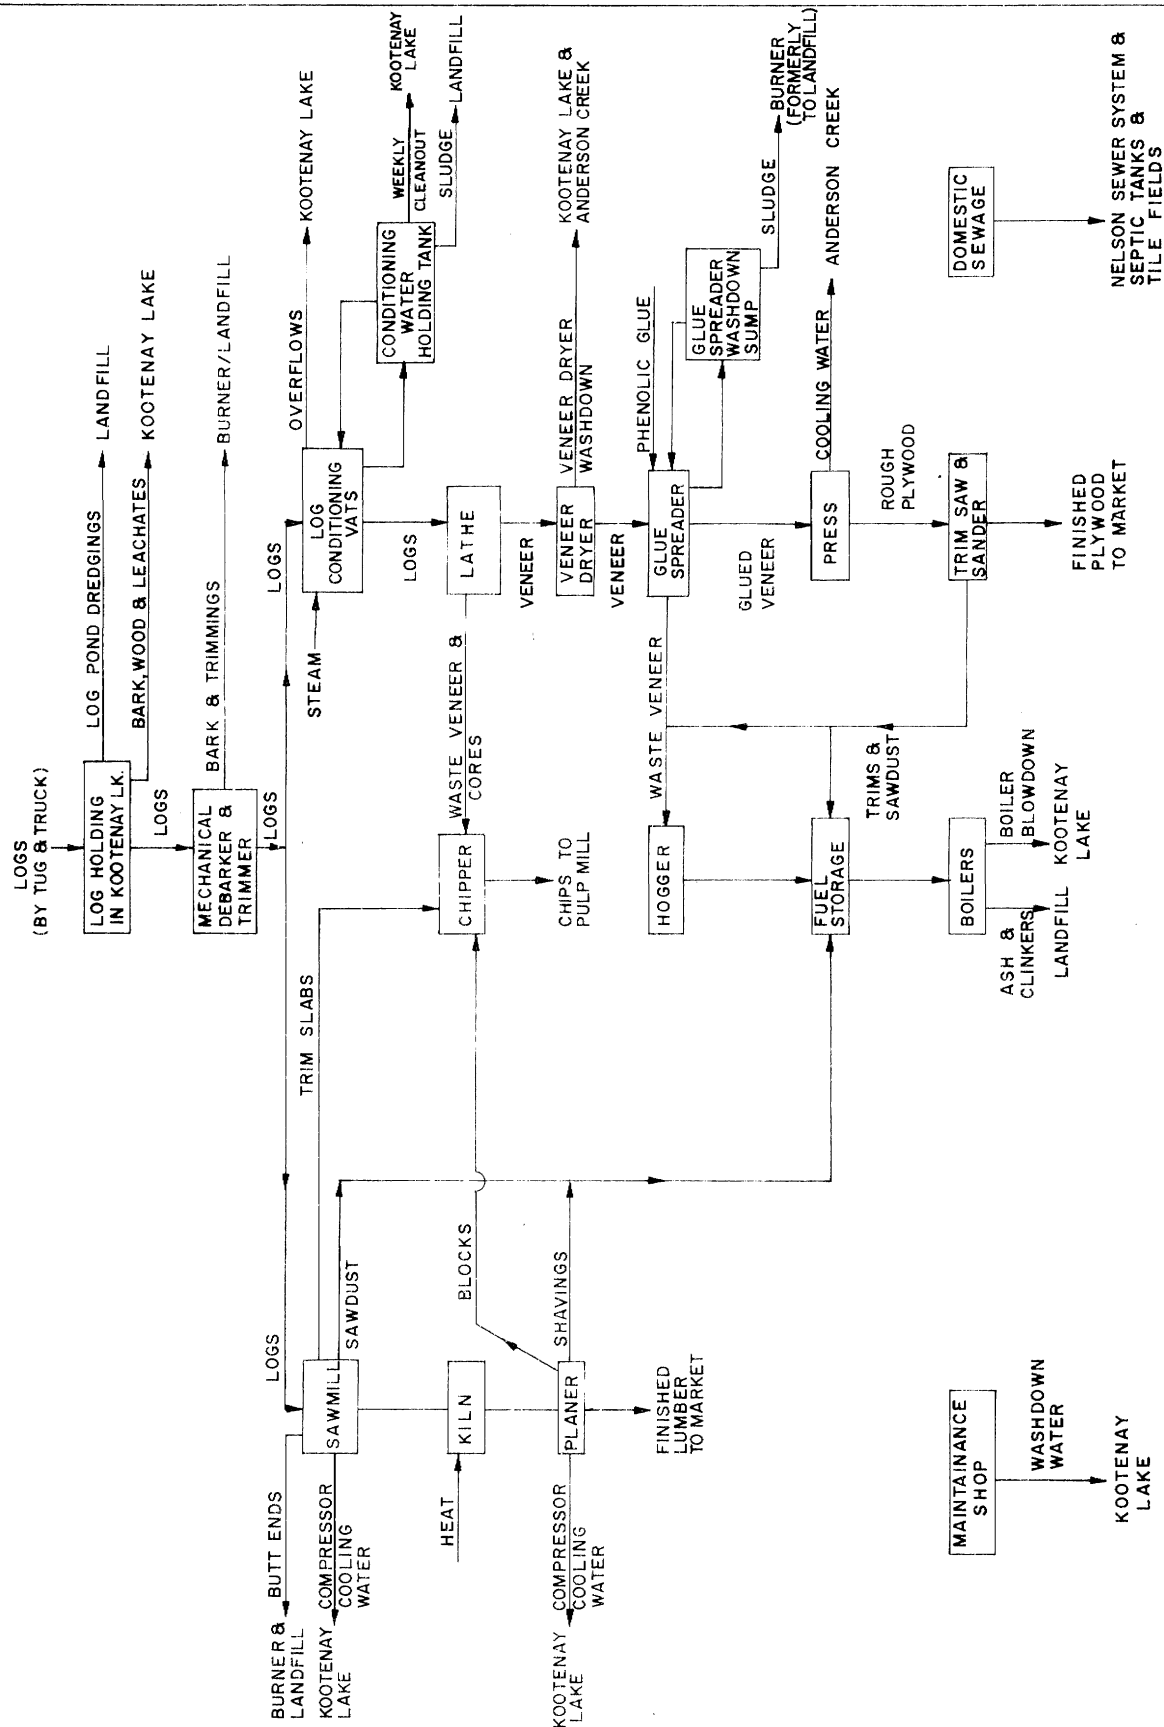 LOGS
(BY TUG & TRUCK)
LOG HOLDING
IN KOOTENAY LK.
LOG POND DREDGINGS
LANDFILL
BARK, WOOD & LEACHATES
KOOTENAY LAKE
LOGS
MECHANICAL
DEBARKER &
TRIMMER
BARK & TRIMMINGS
BURNER/LANDFILL
LOGS
LOGS
LOGS
BUTT ENDS
BURNER &
LANDFILL
SAWMILL
COMPRESSOR
COOLING
WATER
KOOTENAY
LAKE
TRIM SLABS
SAWDUST
STEAM
LOG
CONDITIONING
VATS
OVERFLOWS
KOOTENAY LAKE
CONDITIONING
WATER
HOLDING TANK
WEEKLY
CLEANOUT
KOOTENAY
LAKE
SLUDGE
LANDFILL
LOGS
HEAT
KILN
BLOCKS
CHIPPER
WASTE VENEER &
CORES
LATHE
CHIPS TO
PULP MILL
VENEER
VENEER
DRYER
VENEER DRYER
WASHDOWN
KOOTENAY LAKE &
ANDERSON CREEK
PLANER
COMPRESSOR
COOLING
WATER
KOOTENAY
LAKE
SHAVINGS
FINISHED
LUMBER
TO MARKET
VENEER
PHENOLIC GLUE
GLUE
SPREADER
GLUE
SPREADER
WASHDOWN
SUMP
SLUDGE
BURNER
(FORMERLY
TO LANDFILL)
WASTE VENEER
HOGGER
GLUED
VENEER
PRESS
COOLING WATER
ANDERSON CREEK
FUEL
STORAGE
TRIMS &
SAWDUST
ROUGH
PLYWOOD
TRIM SAW &
SANDER
FINISHED
PLYWOOD
TO MARKET
BOILERS
ASH &
CLINKERS
LANDFILL
BOILER
BLOWDOWN
KOOTENAY
LAKE
MAINTAINANCE
SHOP
WASHDOWN
WATER
KOOTENAY
LAKE
DOMESTIC
SEWAGE
NELSON SEWER SYSTEM &
SEPTIC TANKS &
TILE FIELDS